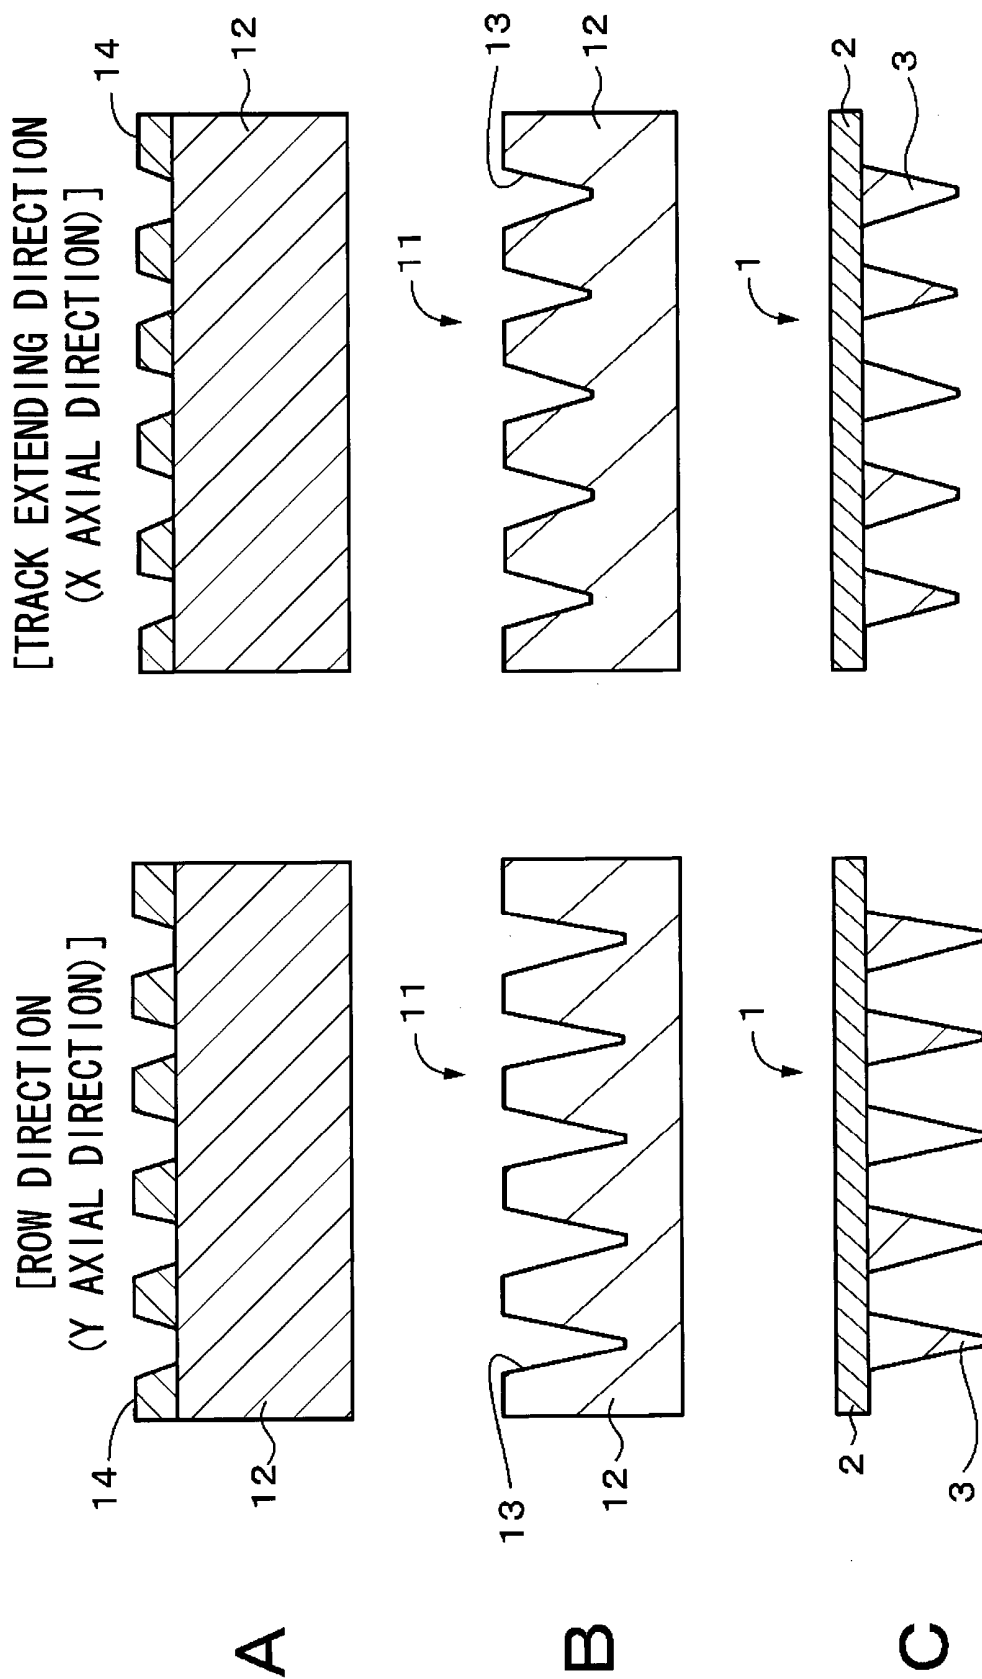 [ROW DIRECTION
(Y AXIAL DIRECTION)]
[TRACK EXTENDING DIRECTION
(X AXIAL DIRECTION)]
A
14
12
14
12
B
11
13
12
11
13
12
C
1
2
3
1
2
3